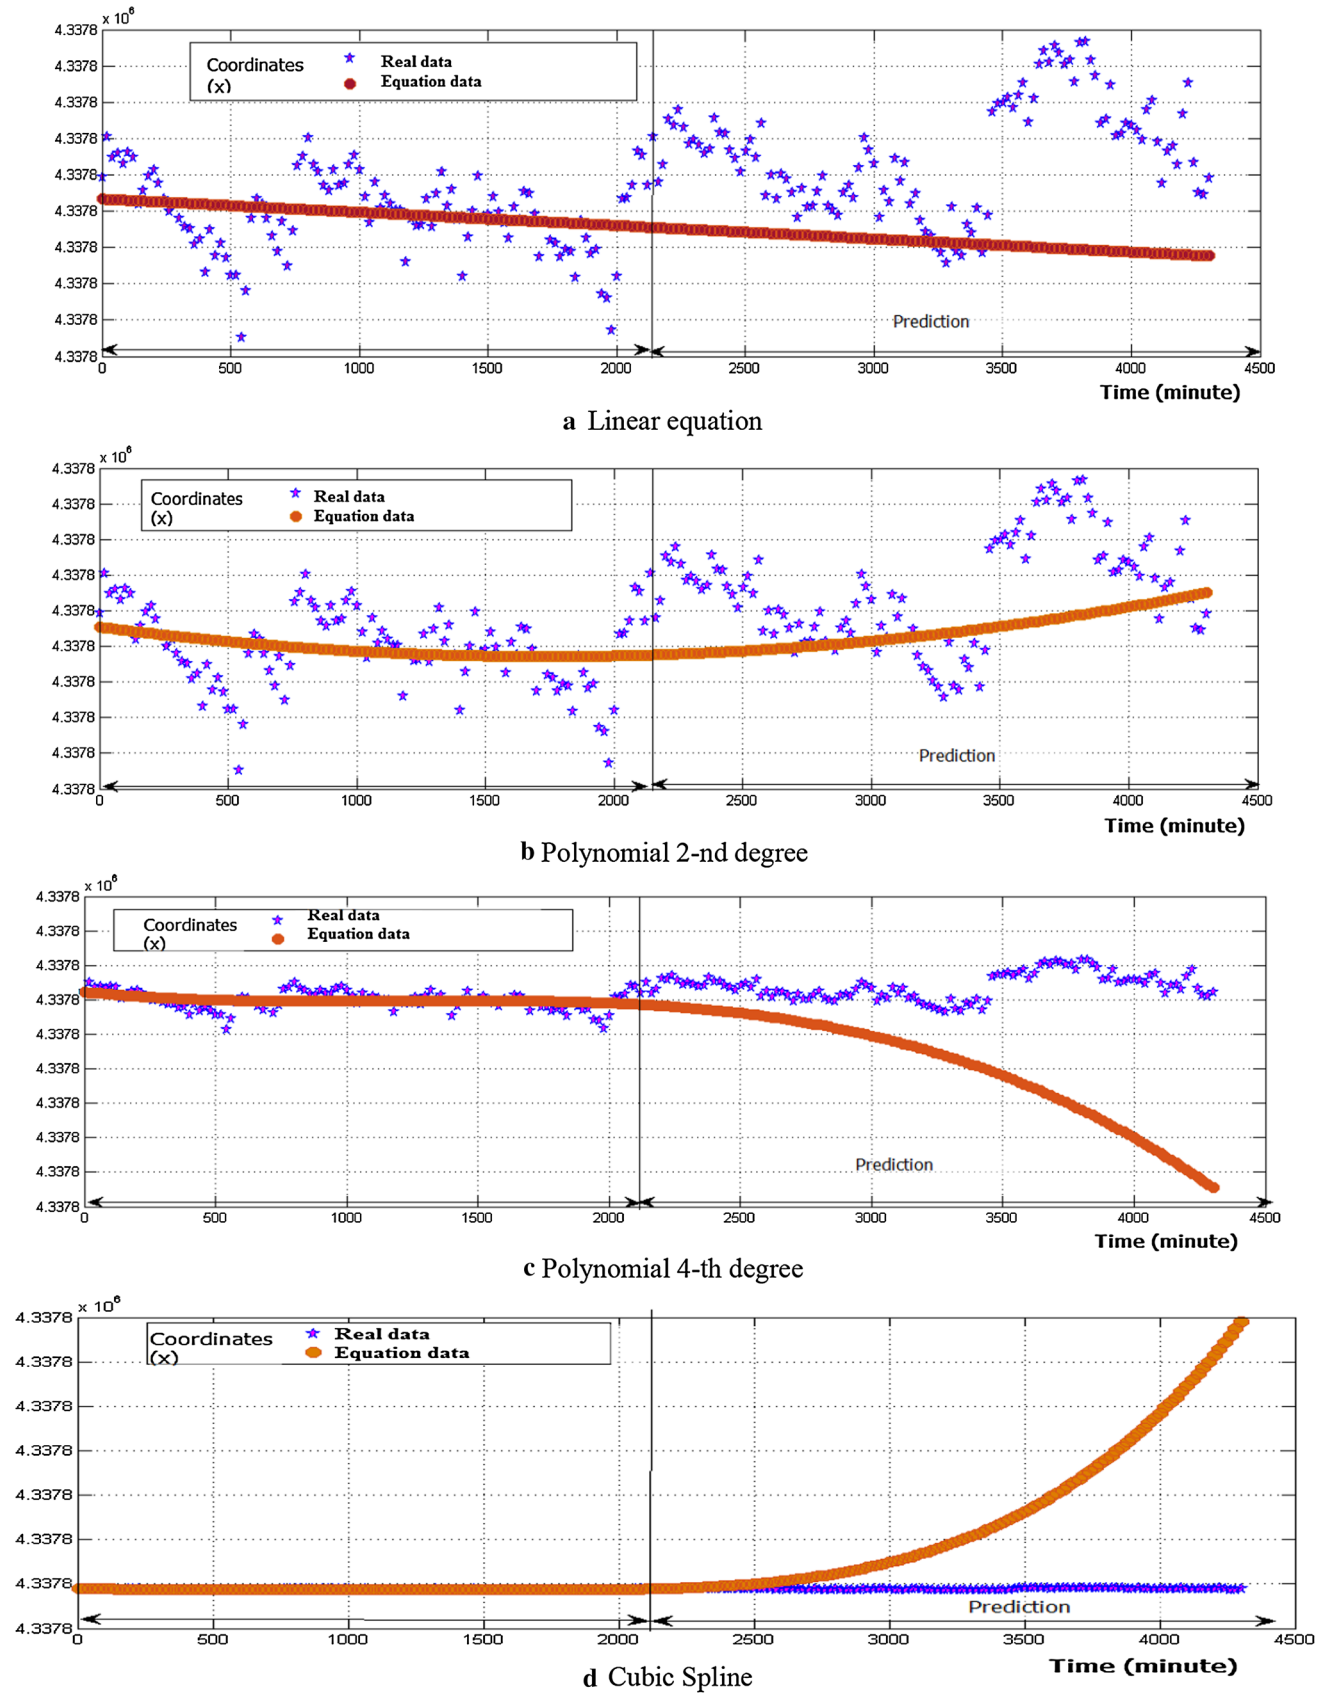 x 10⁶
4.3378
Coordinates
(x)
Real data
Equation data
4.3378
4.3378
4.3378
4.3378
4.3378
4.3378
4.3378
4.3378
Prediction
4.3378
0 500 1000 1500 2000 2500 3000 3500 4000 4500
Time (minute)
a Linear equation
x 10⁶
4.3378
Coordinates
(x)
Real data
Equation data
4.3378
4.3378
4.3378
4.3378
4.3378
4.3378
4.3378
4.3378
Prediction
4.3378
0 500 1000 1500 2000 2500 3000 3500 4000 4500
Time (minute)
b Polynomial 2-nd degree
x 10⁶
4.3378
Coordinates
(x)
Real data
Equation data
4.3378
4.3378
4.3378
4.3378
4.3378
4.3378
4.3378
4.3378
Prediction
4.3378
0 500 1000 1500 2000 2500 3000 3500 4000 4500
Time (minute)
c Polynomial 4-th degree
x 10⁶
4.3378
Coordinates
(x)
Real data
Equation data
4.3378
4.3378
4.3378
4.3378
4.3378
4.3378
Prediction
4.3378
0 500 1000 1500 2000 2500 3000 3500 4000 4500
Time (minute)
d Cubic Spline